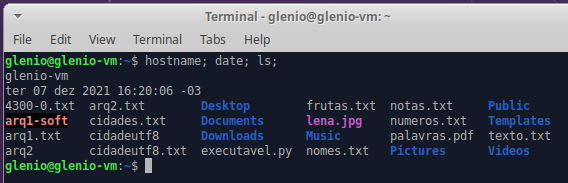 Terminal - glenio@glenio-vm: ~
File Edit View Terminal Tabs Help
glenio@glenio-vm:~$ hostname; date; ls;
glenio-vm
ter 07 dez 2021 16:20:06 -03
4300-0.txt arq2.txt Desktop frutas.txt notas.txt Public
arq1-soft cidades.txt Documents lena.jpg numeros.txt Templates
arq1.txt cidadeutf8 Downloads Music palavras.pdf texto.txt
arq2 cidadeutf8.txt executavel.py nomes.txt Pictures Videos
glenio@glenio-vm:~$